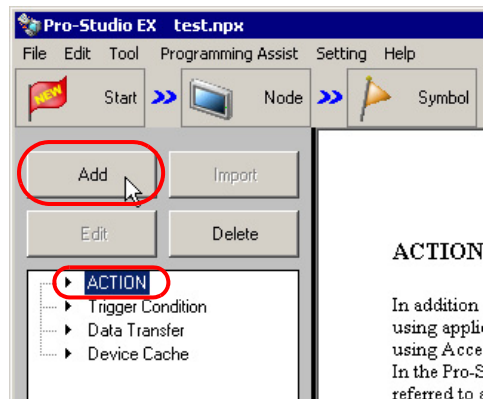 Pro-Studio EX test.npx
File Edit Tool Programming Assist Setting Help
NEW Start Node Symbol
Add Import
Edit Delete
ACTION
Trigger Condition
Data Transfer
Device Cache
ACTION
In addition
using appli
using Acce
In the Pro-S
referred to a